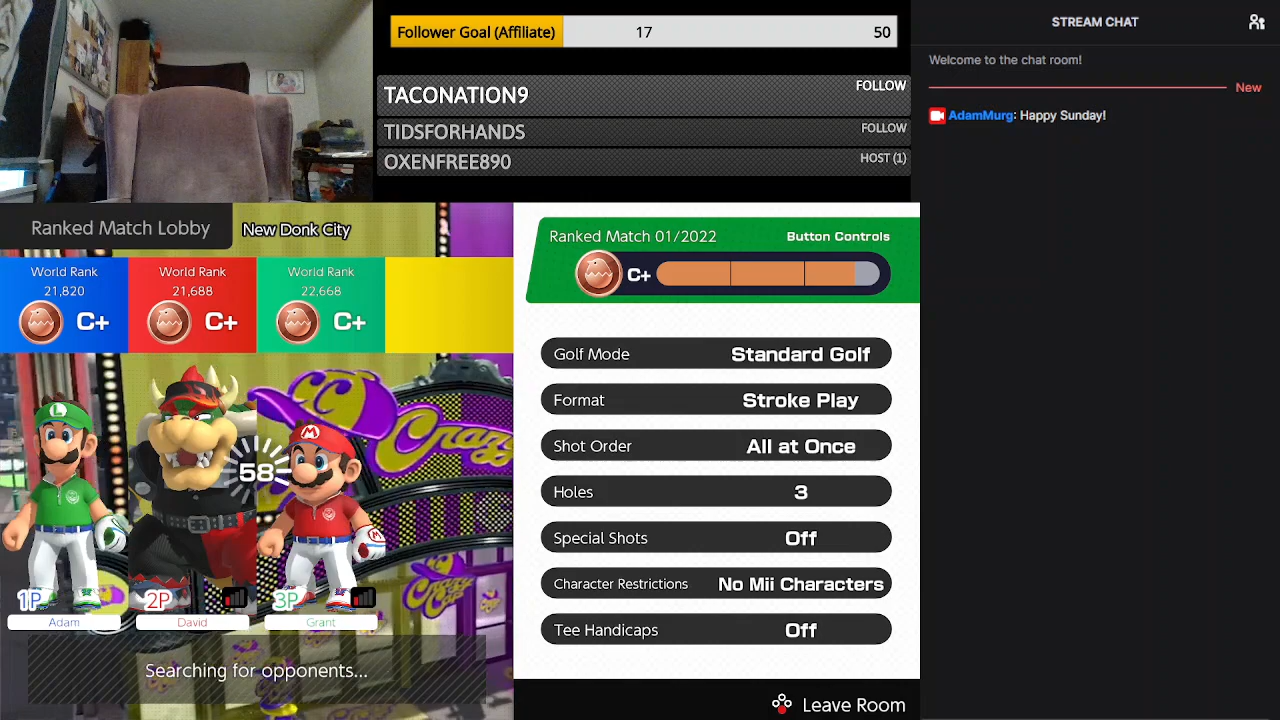 Follower Goal (Affiliate) 17 50
TACONATION9 FOLLOW
TIDSFORHANDS FOLLOW
OXENFREE890 HOST (1)
STREAM CHAT
Welcome to the chat room!
New
AdamMurg: Happy Sunday!
Ranked Match Lobby
New Donk City
World Rank 21,820 C+
World Rank 21,688 C+
World Rank 22,668 C+
L
M
Crazy
58
1P Adam
2P David
3P Grant
Searching for opponents...
Ranked Match 01/2022 Button Controls
C+
Golf Mode Standard Golf
Format Stroke Play
Shot Order All at Once
Holes 3
Special Shots Off
Character Restrictions No Mii Characters
Tee Handicaps Off
Leave Room